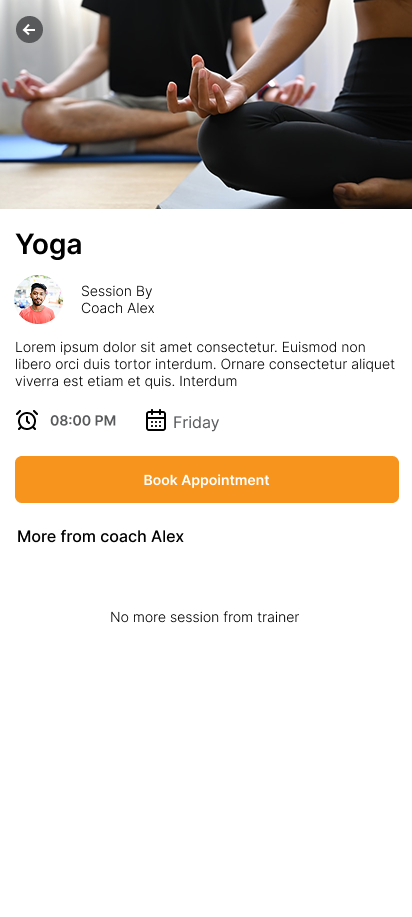 Yoga
Session By
Coach Alex
Lorem ipsum dolor sit amet consectetur. Euismod non
libero orci duis tortor interdum. Ornare consectetur aliquet
viverra est etiam et quis. Interdum
08:00 PM
Friday
Book Appointment
More from coach Alex
No more session from trainer